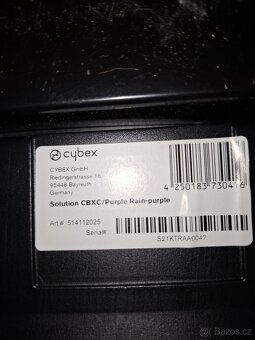 cybex
CYBEX GmbH
Riedingerstrasse 18
95448 Bayreuth
Germany
4 250183 730416
Solution CBXC/Purple Rain-purple
Art.# 514112025
Serial#:
S21KTRAA0047
sbazar.cz